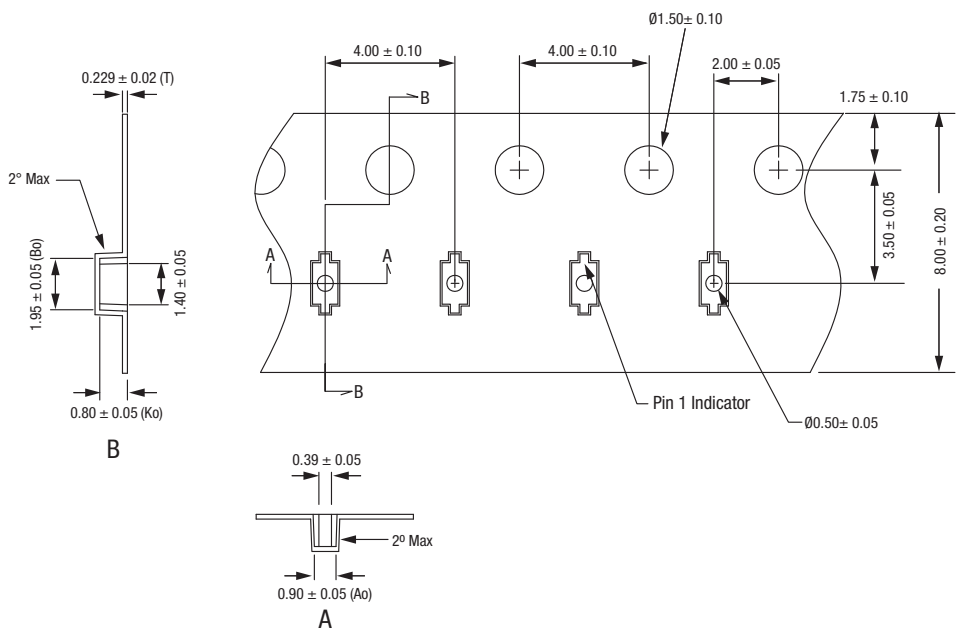 Ø1.50± 0.10
4.00 ± 0.10
4.00 ± 0.10
2.00 ± 0.05
0.229 ± 0.02 (T)
1.75 ± 0.10
B
2° Max
A
A
1.95 ± 0.05 (Bo)
1.40 ± 0.05
3.50 ± 0.05
8.00 ± 0.20
B
Pin 1 Indicator
0.80 ± 0.05 (Ko)
Ø0.50± 0.05
B
0.39 ± 0.05
2º Max
0.90 ± 0.05 (Ao)
A